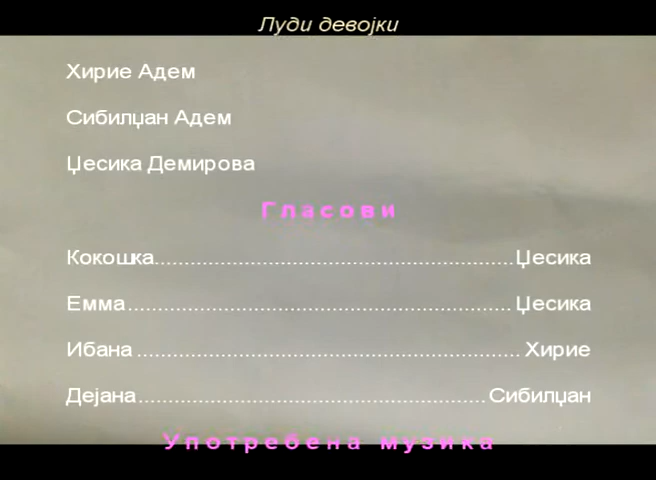 Луди девојки
Хирие Адем
Сибилџан Адем
Џесика Демирова
Гласови
Кокошка.......................................................Џесика
Емма.......................................................... Џесика
Ибана .......................................................... Хирие
Дејана.....................................................Сибилџан
Употребена музика